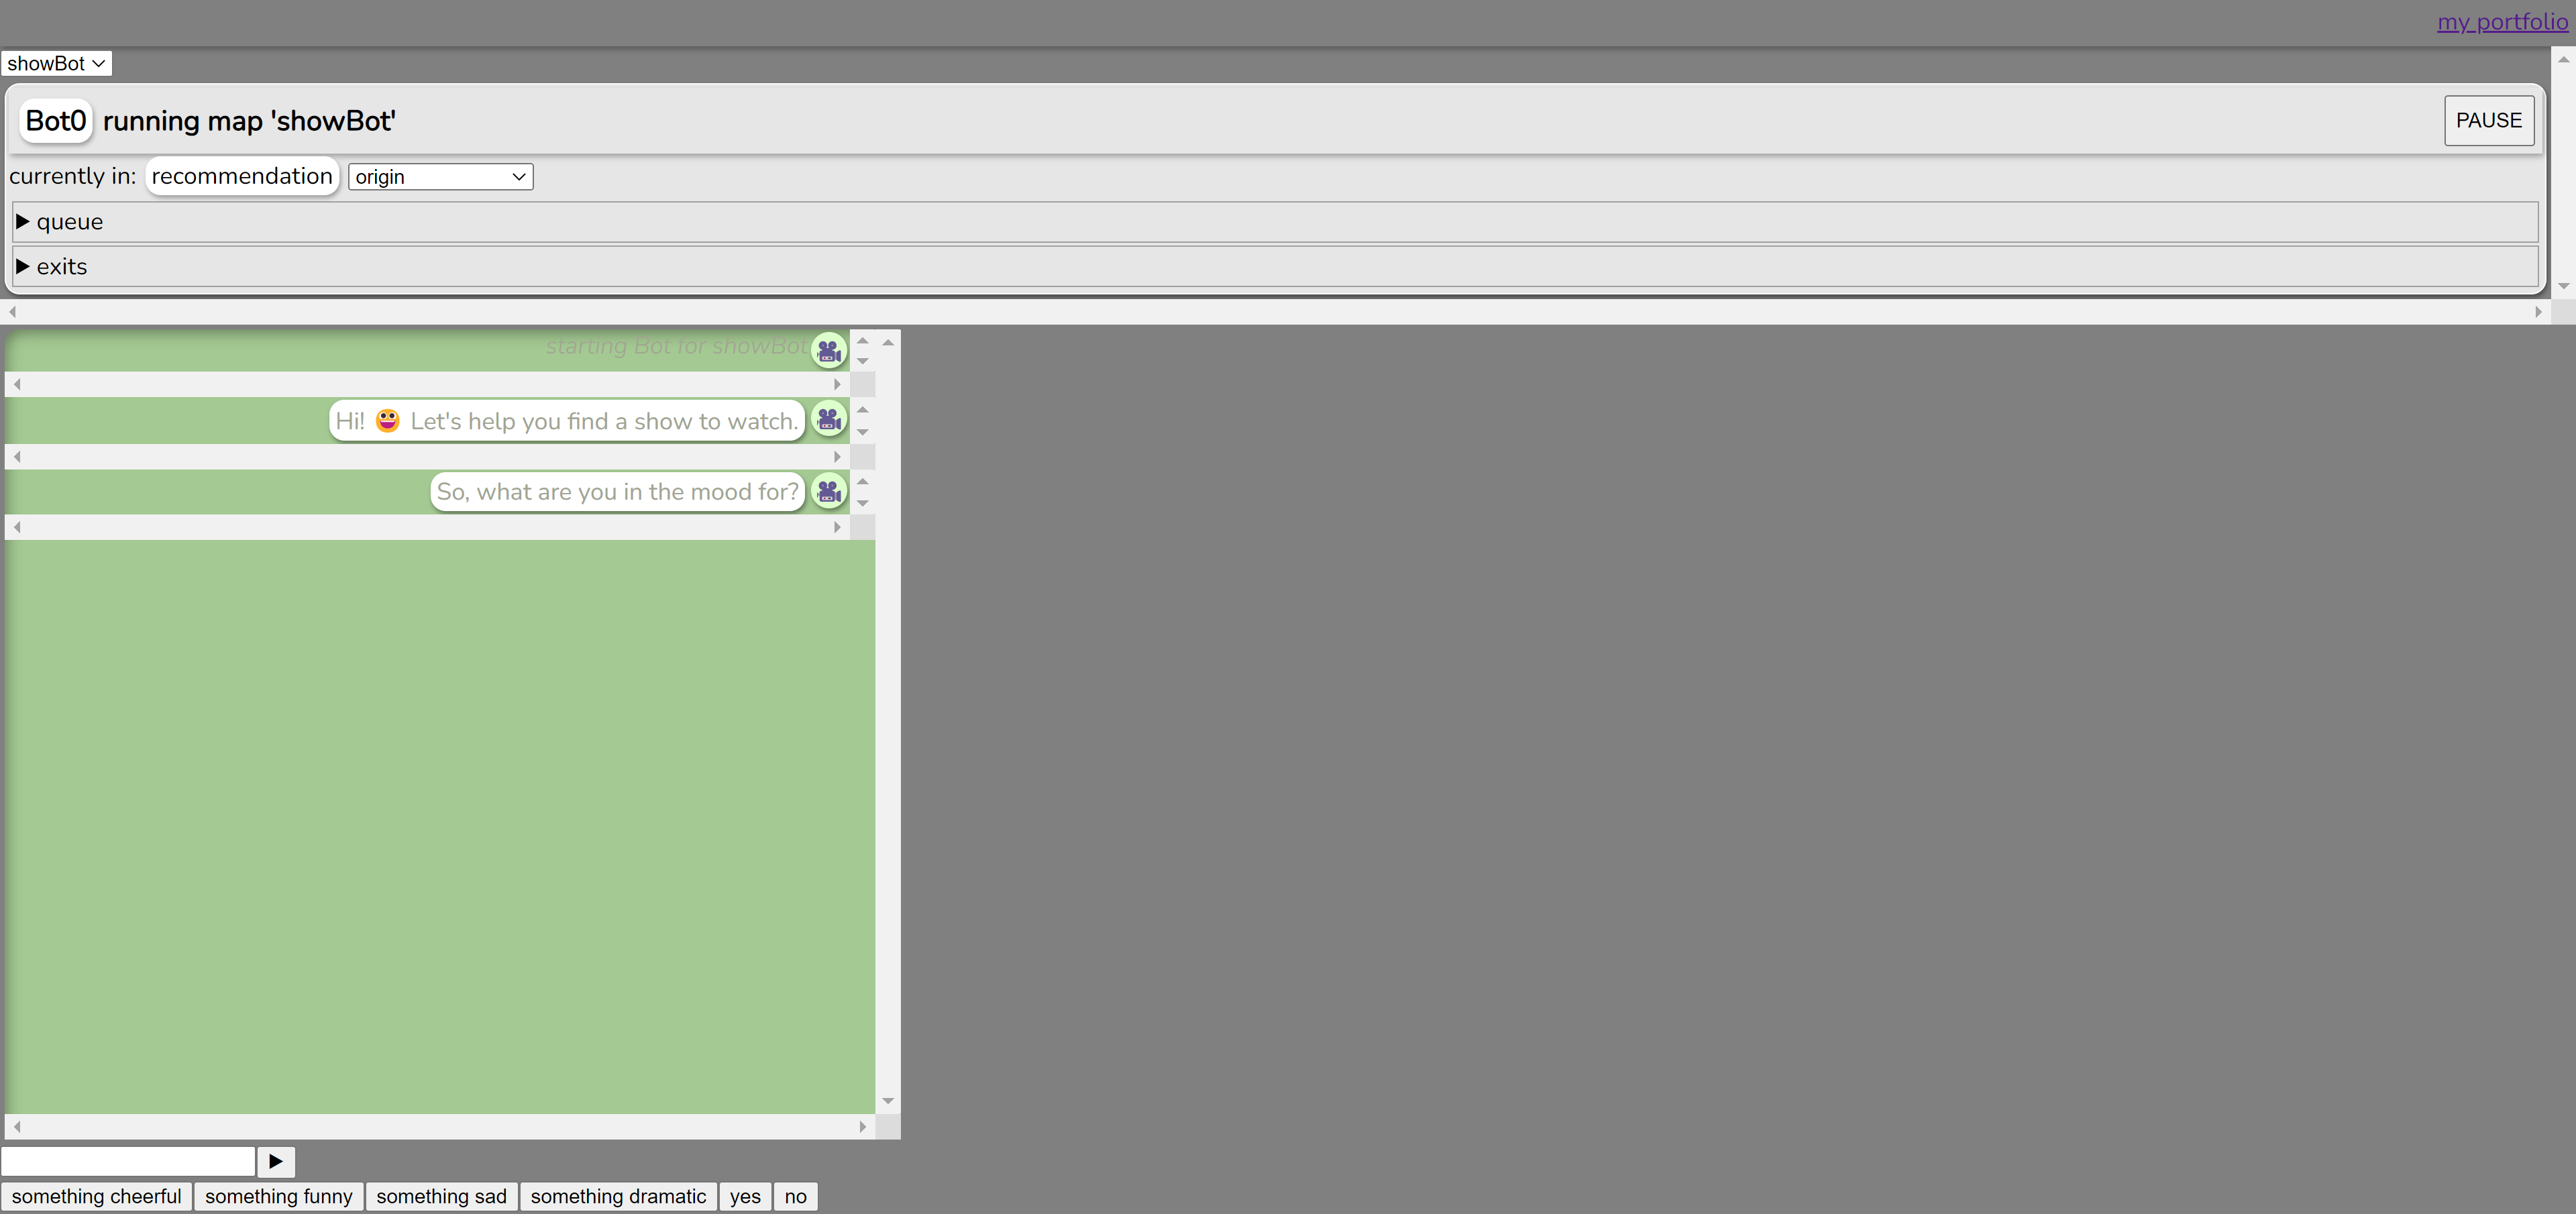 my portfolio
showBot
Bot0 running map 'showBot'
PAUSE
currently in: recommendation origin
queue
exits
starting Bot for showBot
Hi! 😀 Let's help you find a show to watch.
So, what are you in the mood for?
something cheerful something funny something sad something dramatic yes no